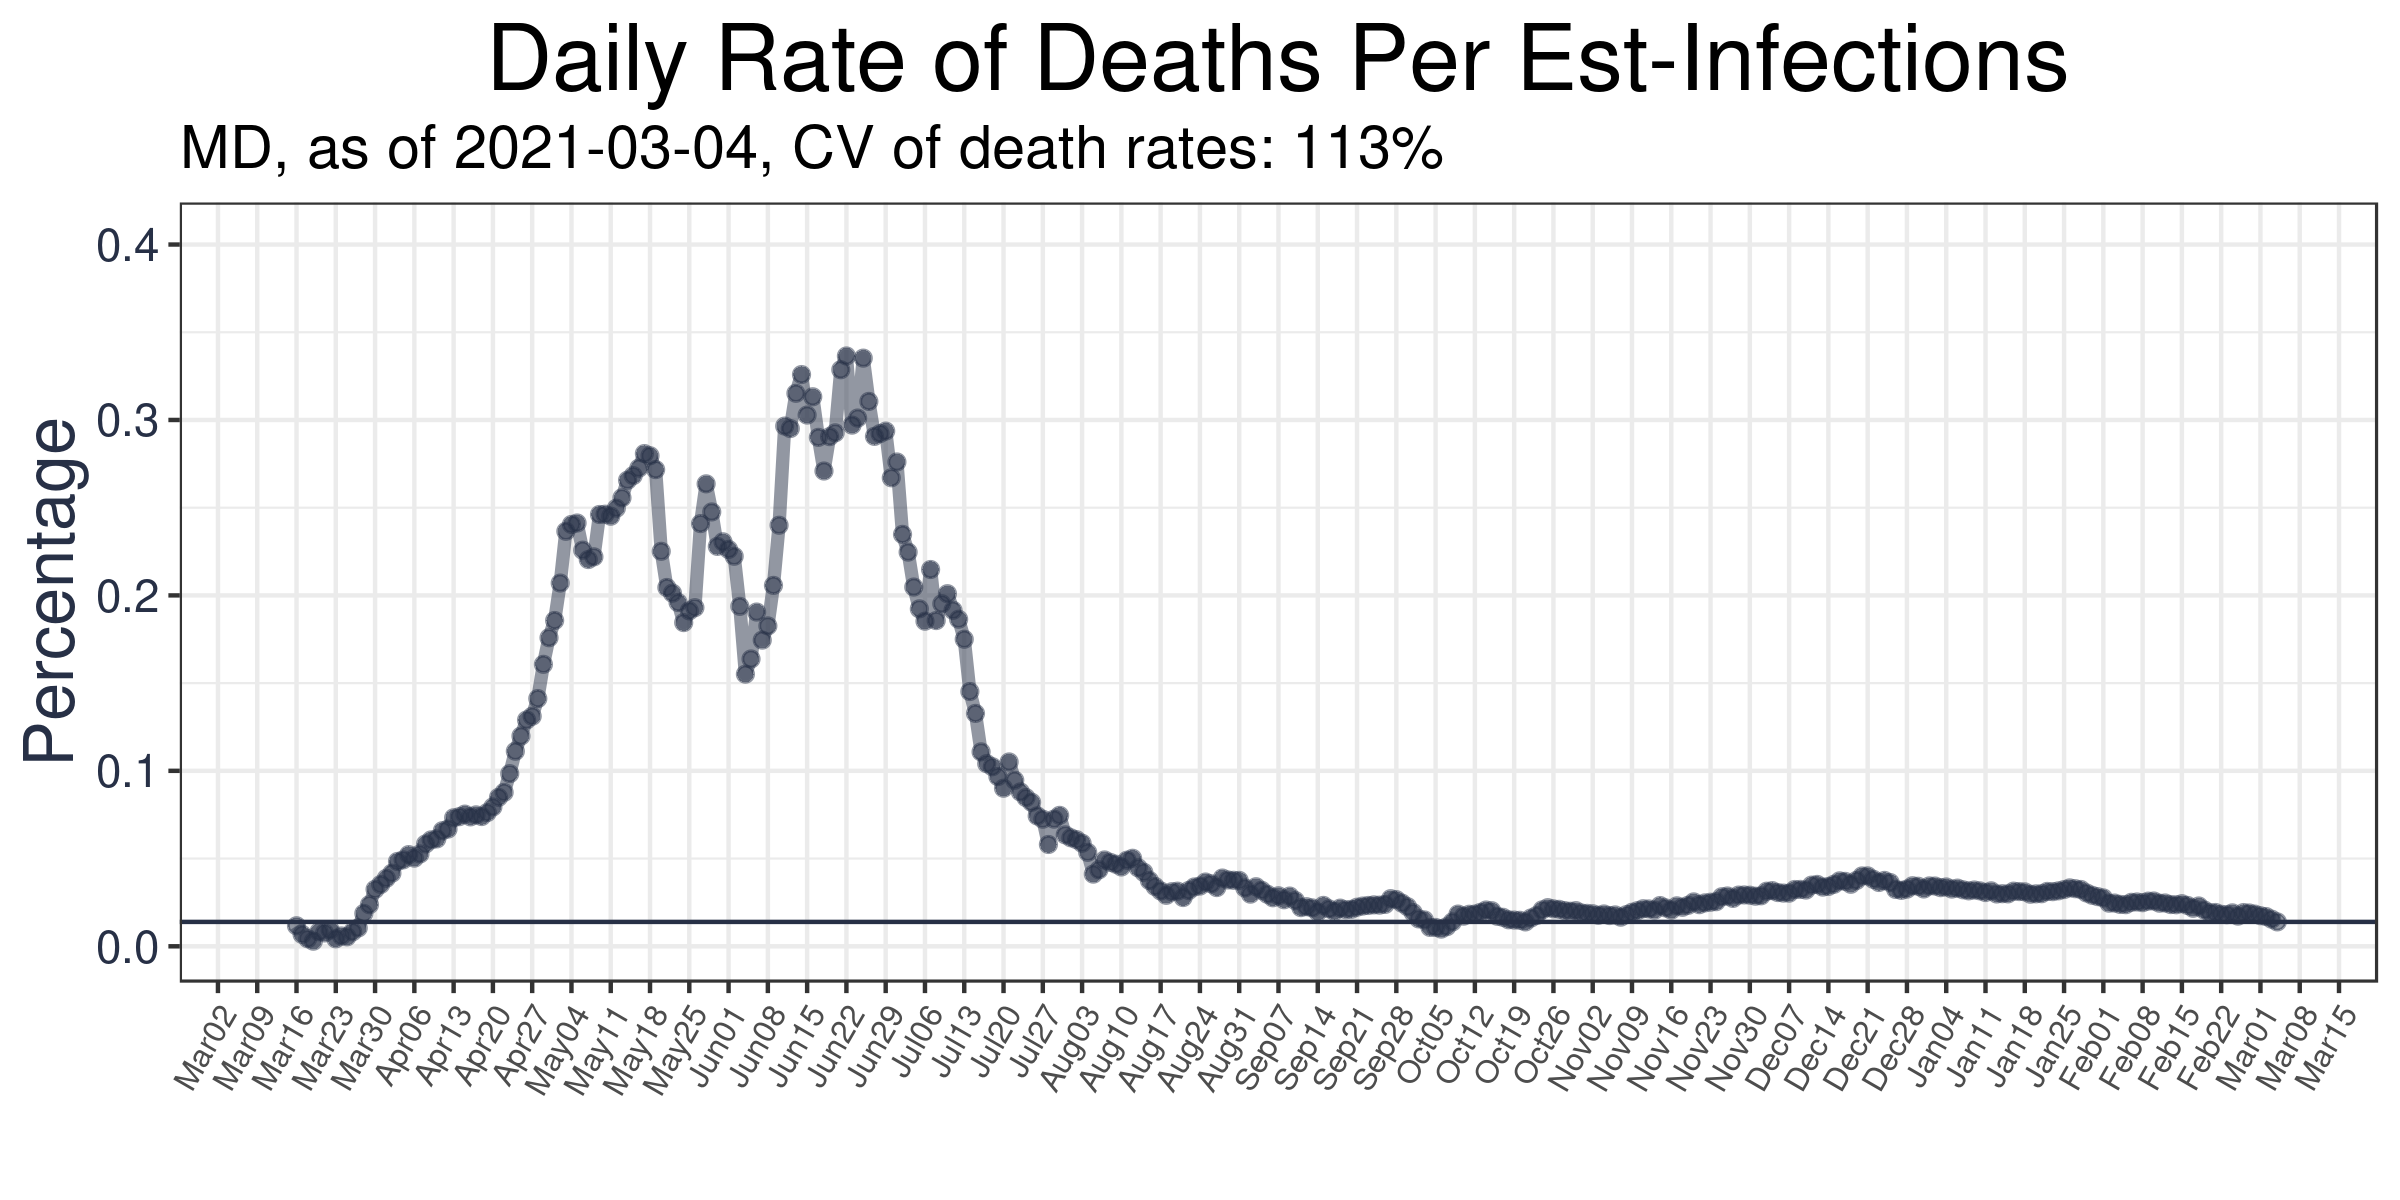 Daily Rate of Deaths Per Est-Infections
MD, as of 2021-03-04, CV of death rates: 113%
Percentage
0.4
0.3
0.2
0.1
0.0
Mar02
Mar09
Mar16
Mar23
Mar30
Apr06
Apr13
Apr20
Apr27
May04
May11
May18
May25
Jun01
Jun08
Jun15
Jun22
Jun29
Jul06
Jul13
Jul20
Jul27
Aug03
Aug10
Aug17
Aug24
Aug31
Sep07
Sep14
Sep21
Sep28
Oct05
Oct12
Oct19
Oct26
Nov02
Nov09
Nov16
Nov23
Nov30
Dec07
Dec14
Dec21
Dec28
Jan04
Jan11
Jan18
Jan25
Feb01
Feb08
Feb15
Feb22
Mar01
Mar08
Mar15